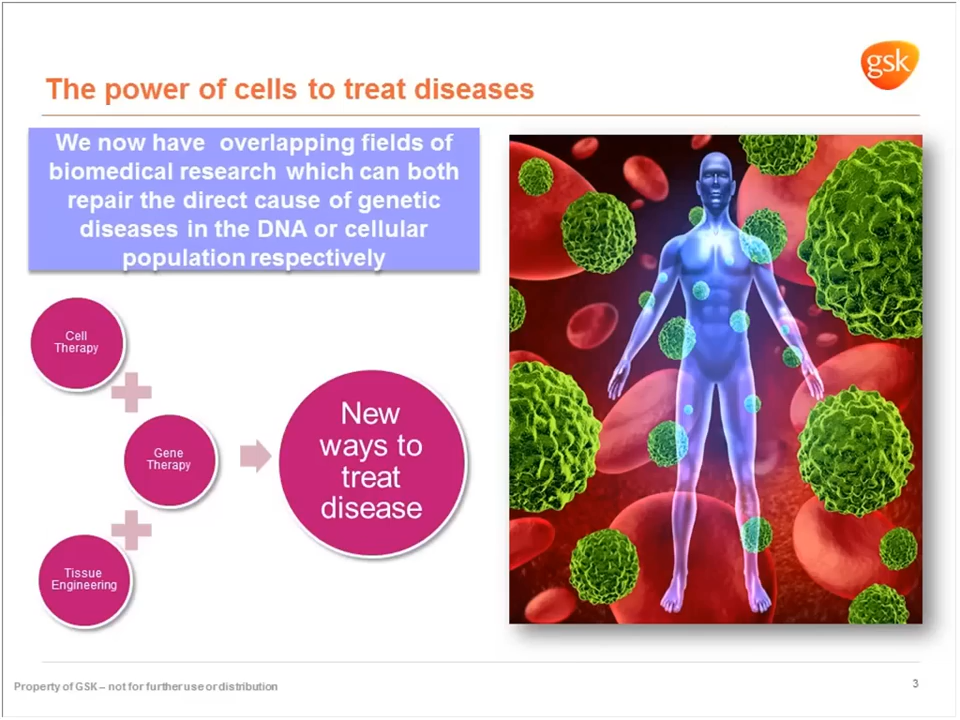 gsk
The power of cells to treat diseases
We now have overlapping fields of
biomedical research which can both
repair the direct cause of genetic
diseases in the DNA or cellular
population respectively
Cell
Therapy
Gene
Therapy
Tissue
Engineering
New
ways to
treat
disease
Property of GSK – not for further use or distribution
3